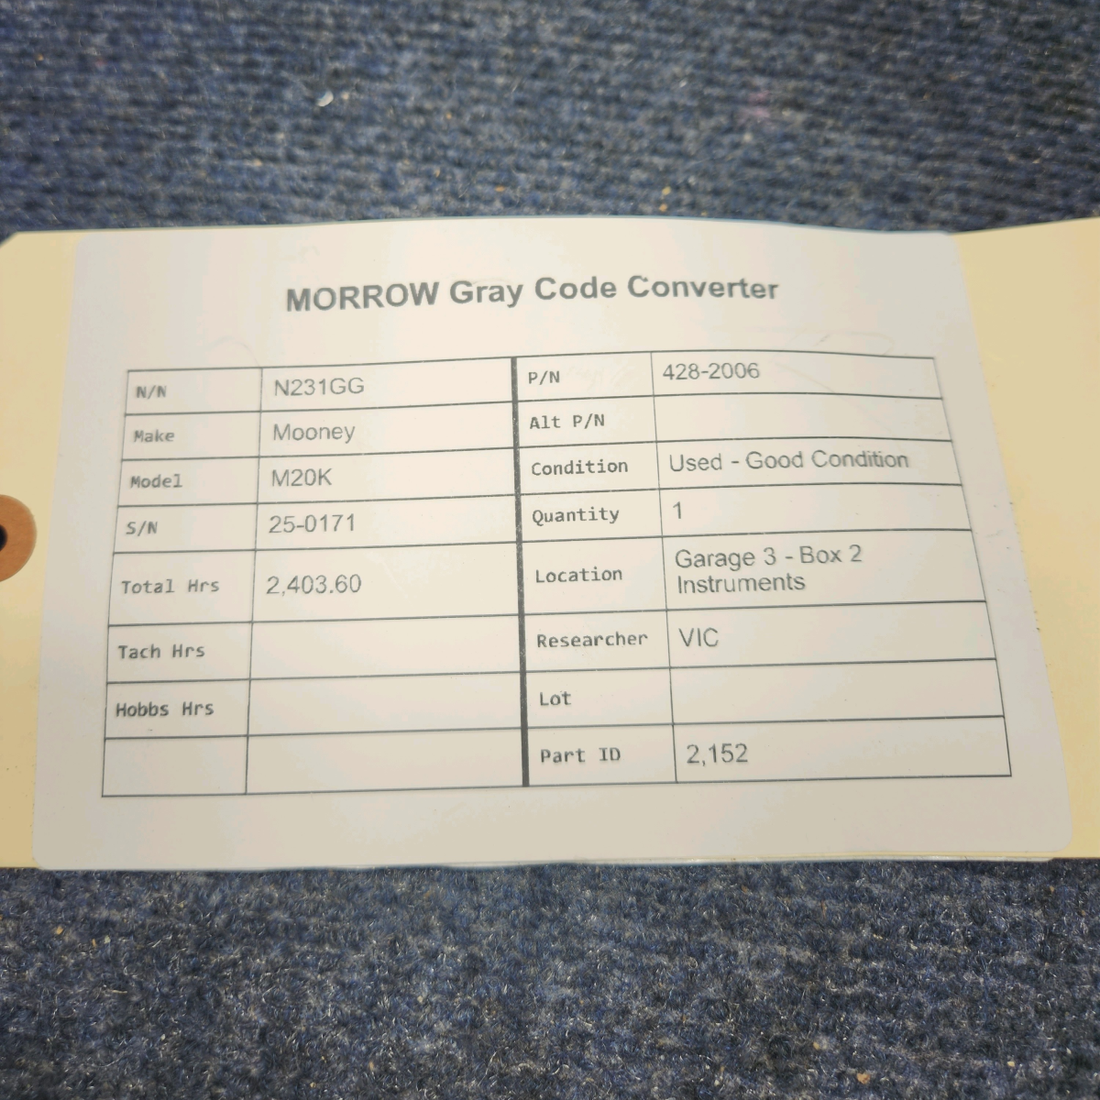 MORROW Gray Code Converter
N/N N231GG P/N 428-2006
Make Mooney Alt P/N
Model M20K Condition Used - Good Condition
S/N 25-0171 Quantity 1
Total Hrs 2,403.60 Location Garage 3 - Box 2
Instruments
Tach Hrs Researcher VIC
Hobbs Hrs Lot
Part ID 2,152